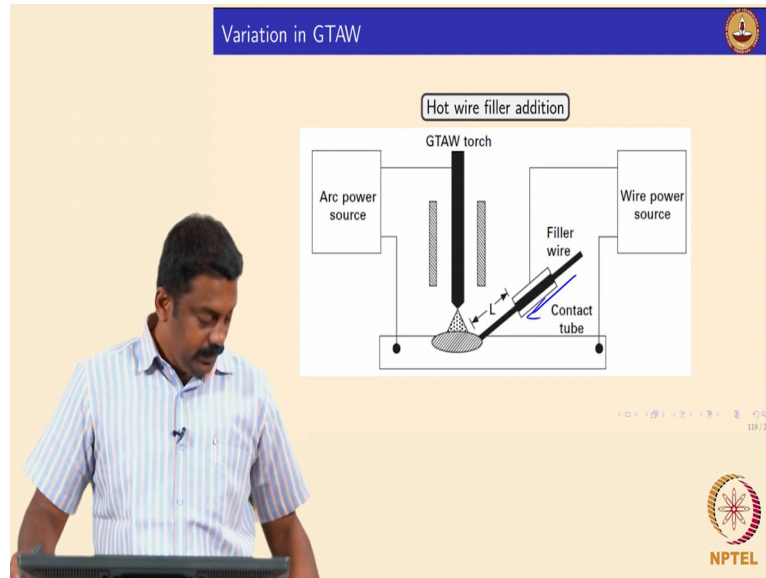 Variation in GTAW
Hot wire filler addition
GTAW torch
Arc power
source
Wire power
source
Filler
wire
L
Contact
tube
NPTEL